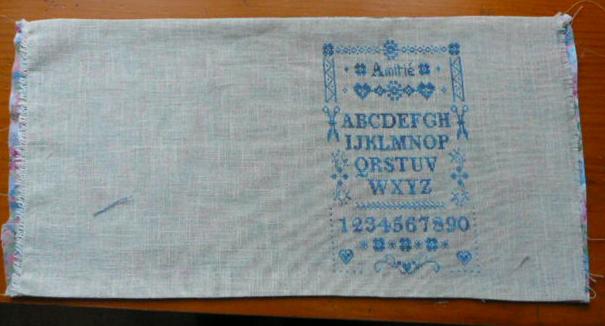 Amitié
ABCDEFGH
IJKLMNOP
QRSTUV
WXYZ
1234567890